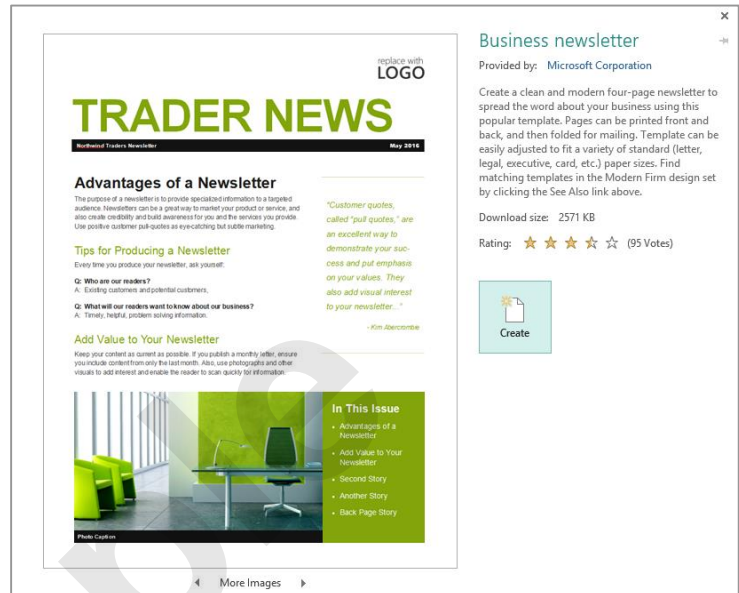 replace with
LOGO
TRADER NEWS
Northwind Traders Newsletter
May 2016
Advantages of a Newsletter
The purpose of a newsletter is to provide specialized information to a targeted
audience. Newsletters can be a great way to market your product or service, and
also create credibility and build awareness for you and the services you provide.
Use positive customer pull-quotes as eye-catching but subtle marketing.
Tips for Producing a Newsletter
Every time you produce your newsletter, ask yourself:
Q: Who are our readers?
A: Existing customers and potential customers,
Q: What will our readers want to know about our business?
A: Timely, helpful, problem solving information.
Add Value to Your Newsletter
Keep your content as current as possible. If you publish a monthly letter, ensure
you include content from only the last month. Also, use photographs and other
visuals to add interest and enable the reader to scan quickly for information.
"Customer quotes,
called "pull quotes," are
an excellent way to
demonstrate your suc-
cess and put emphasis
on your values. They
also add visual interest
to your newsletter..."
- Kim Abercrombie
In This Issue
• Advantages of a
Newsletter
• Add Value to Your
Newsletter
• Second Story
• Another Story
• Back Page Story
Photo Caption
More Images
Business newsletter
Provided by: Microsoft Corporation
Create a clean and modern four-page newsletter to
spread the word about your business using this
popular template. Pages can be printed front and
back, and then folded for mailing. Template can be
easily adjusted to fit a variety of standard (letter,
legal, executive, card, etc.) paper sizes. Find
matching templates in the Modern Firm design set
by clicking the See Also link above.
Download size: 2571 KB
Rating: (95 Votes)
Create